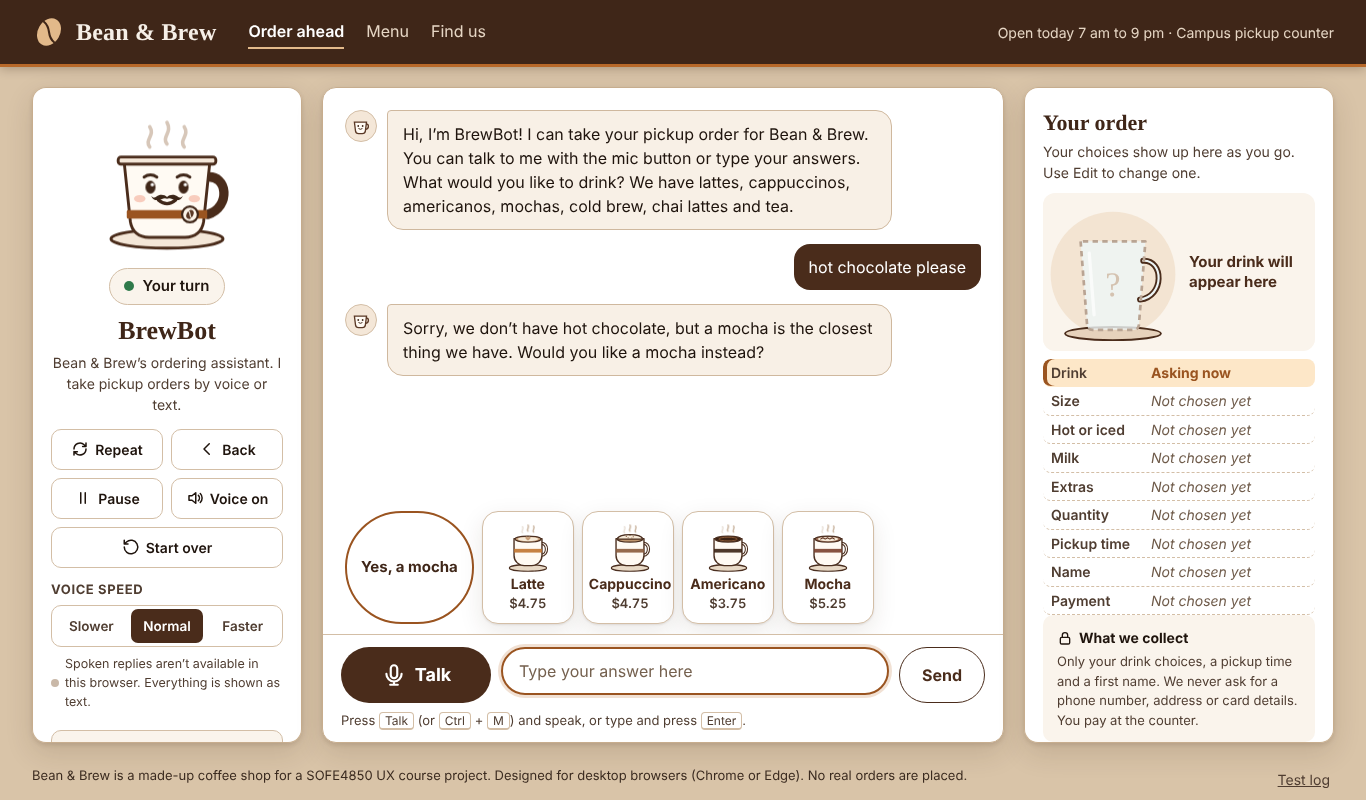 Bean & Brew
Order ahead
Menu
Find us
Open today 7 am to 9 pm · Campus pickup counter
Your turn
BrewBot
Bean & Brew’s ordering assistant. I
take pickup orders by voice or
text.
Repeat
Back
Pause
Voice on
Start over
VOICE SPEED
Slower
Normal
Faster
Spoken replies aren’t available in
this browser. Everything is shown as
text.
Hi, I’m BrewBot! I can take your pickup order for Bean & Brew.
You can talk to me with the mic button or type your answers.
What would you like to drink? We have lattes, cappuccinos,
americanos, mochas, cold brew, chai lattes and tea.
hot chocolate please
Sorry, we don’t have hot chocolate, but a mocha is the closest
thing we have. Would you like a mocha instead?
Yes, a mocha
Latte
$4.75
Cappuccino
$4.75
Americano
$3.75
Mocha
$5.25
Talk
Type your answer here
Send
Press Talk (or Ctrl + M) and speak, or type and press Enter.
Your order
Your choices show up here as you go.
Use Edit to change one.
?
Your drink will
appear here
Drink Asking now
Size Not chosen yet
Hot or iced Not chosen yet
Milk Not chosen yet
Extras Not chosen yet
Quantity Not chosen yet
Pickup time Not chosen yet
Name Not chosen yet
Payment Not chosen yet
What we collect
Only your drink choices, a pickup time
and a first name. We never ask for a
phone number, address or card details.
You pay at the counter.
Bean & Brew is a made-up coffee shop for a SOFE4850 UX course project. Designed for desktop browsers (Chrome or Edge). No real orders are placed.
Test log